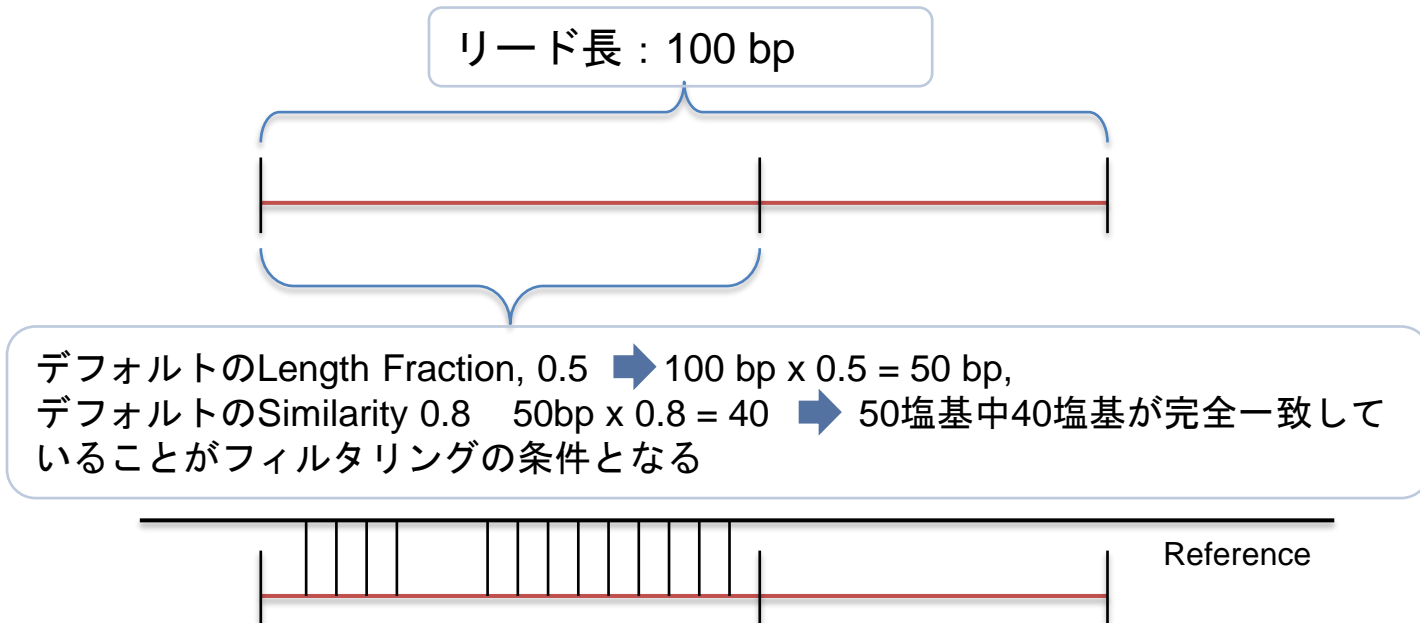 リード長：100 bp
デフォルトのLength Fraction, 0.5 ➡ 100 bp x 0.5 = 50 bp,
デフォルトのSimilarity 0.8　50bp x 0.8 = 40 ➡ 50塩基中40塩基が完全一致して
いることがフィルタリングの条件となる
Reference